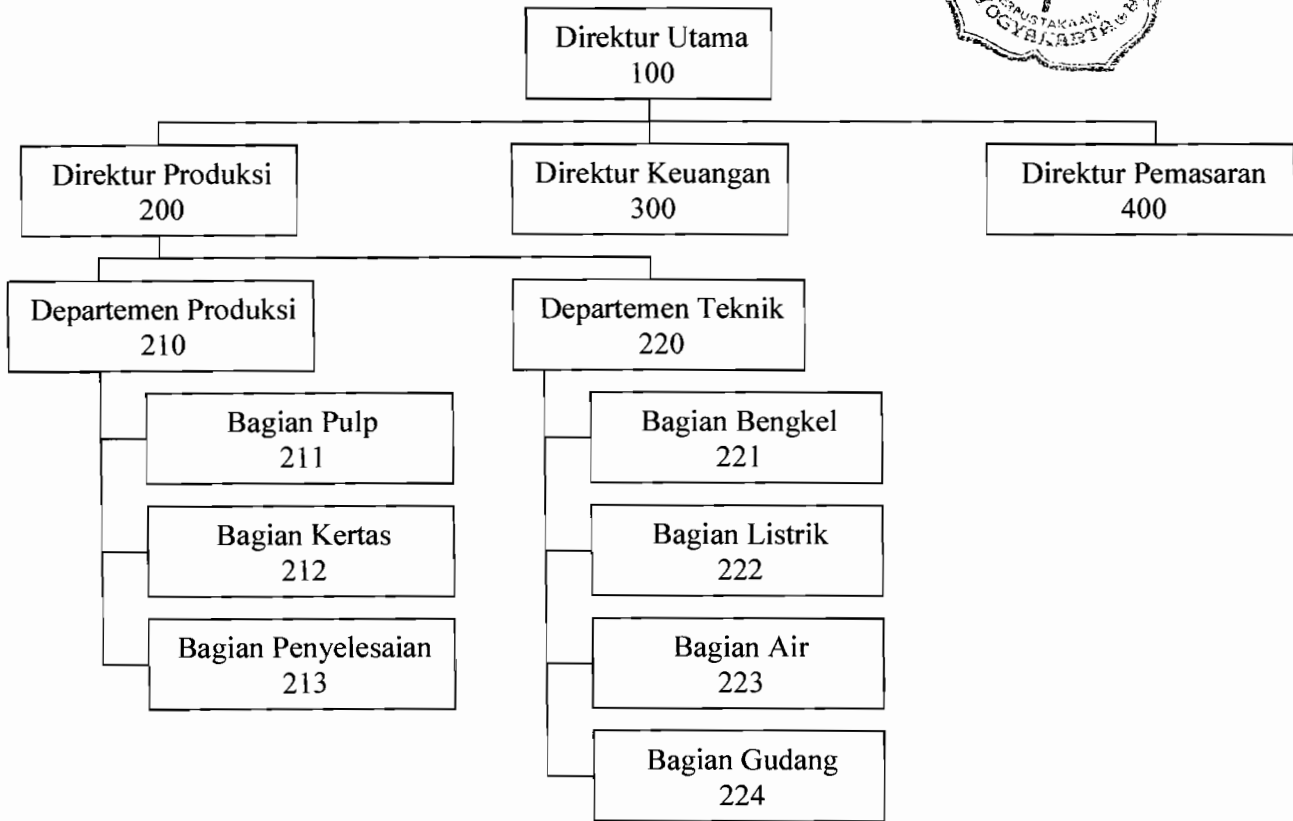 Direktur Utama
100
PERPUSTAKAAN
YOGYAKARTA
Direktur Produksi
200
Direktur Keuangan
300
Direktur Pemasaran
400
Departemen Produksi
210
Departemen Teknik
220
Bagian Pulp
211
Bagian Bengkel
221
Bagian Kertas
212
Bagian Listrik
222
Bagian Penyelesaian
213
Bagian Air
223
Bagian Gudang
224